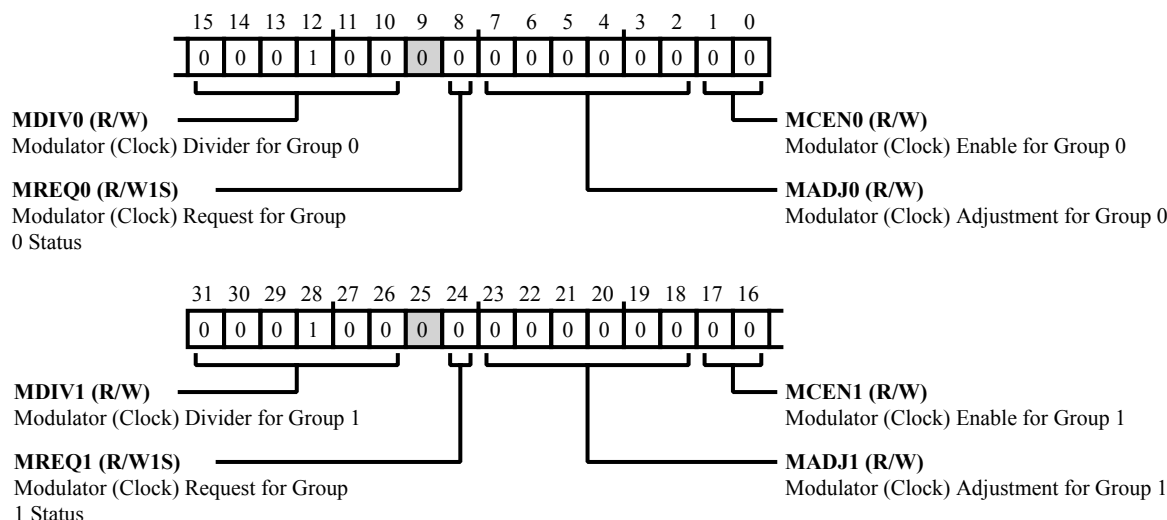 15 14 13 12 11 10 9 8 7 6 5 4 3 2 1 0
0 0 0 1 0 0 0 0 0 0 0 0 0 0 0 0
MDIV0 (R/W)
Modulator (Clock) Divider for Group 0
MCEN0 (R/W)
Modulator (Clock) Enable for Group 0
MREQ0 (R/W1S)
Modulator (Clock) Request for Group
0 Status
MADJ0 (R/W)
Modulator (Clock) Adjustment for Group 0
31 30 29 28 27 26 25 24 23 22 21 20 19 18 17 16
0 0 0 1 0 0 0 0 0 0 0 0 0 0 0 0
MDIV1 (R/W)
Modulator (Clock) Divider for Group 1
MCEN1 (R/W)
Modulator (Clock) Enable for Group 1
MREQ1 (R/W1S)
Modulator (Clock) Request for Group
1 Status
MADJ1 (R/W)
Modulator (Clock) Adjustment for Group 1